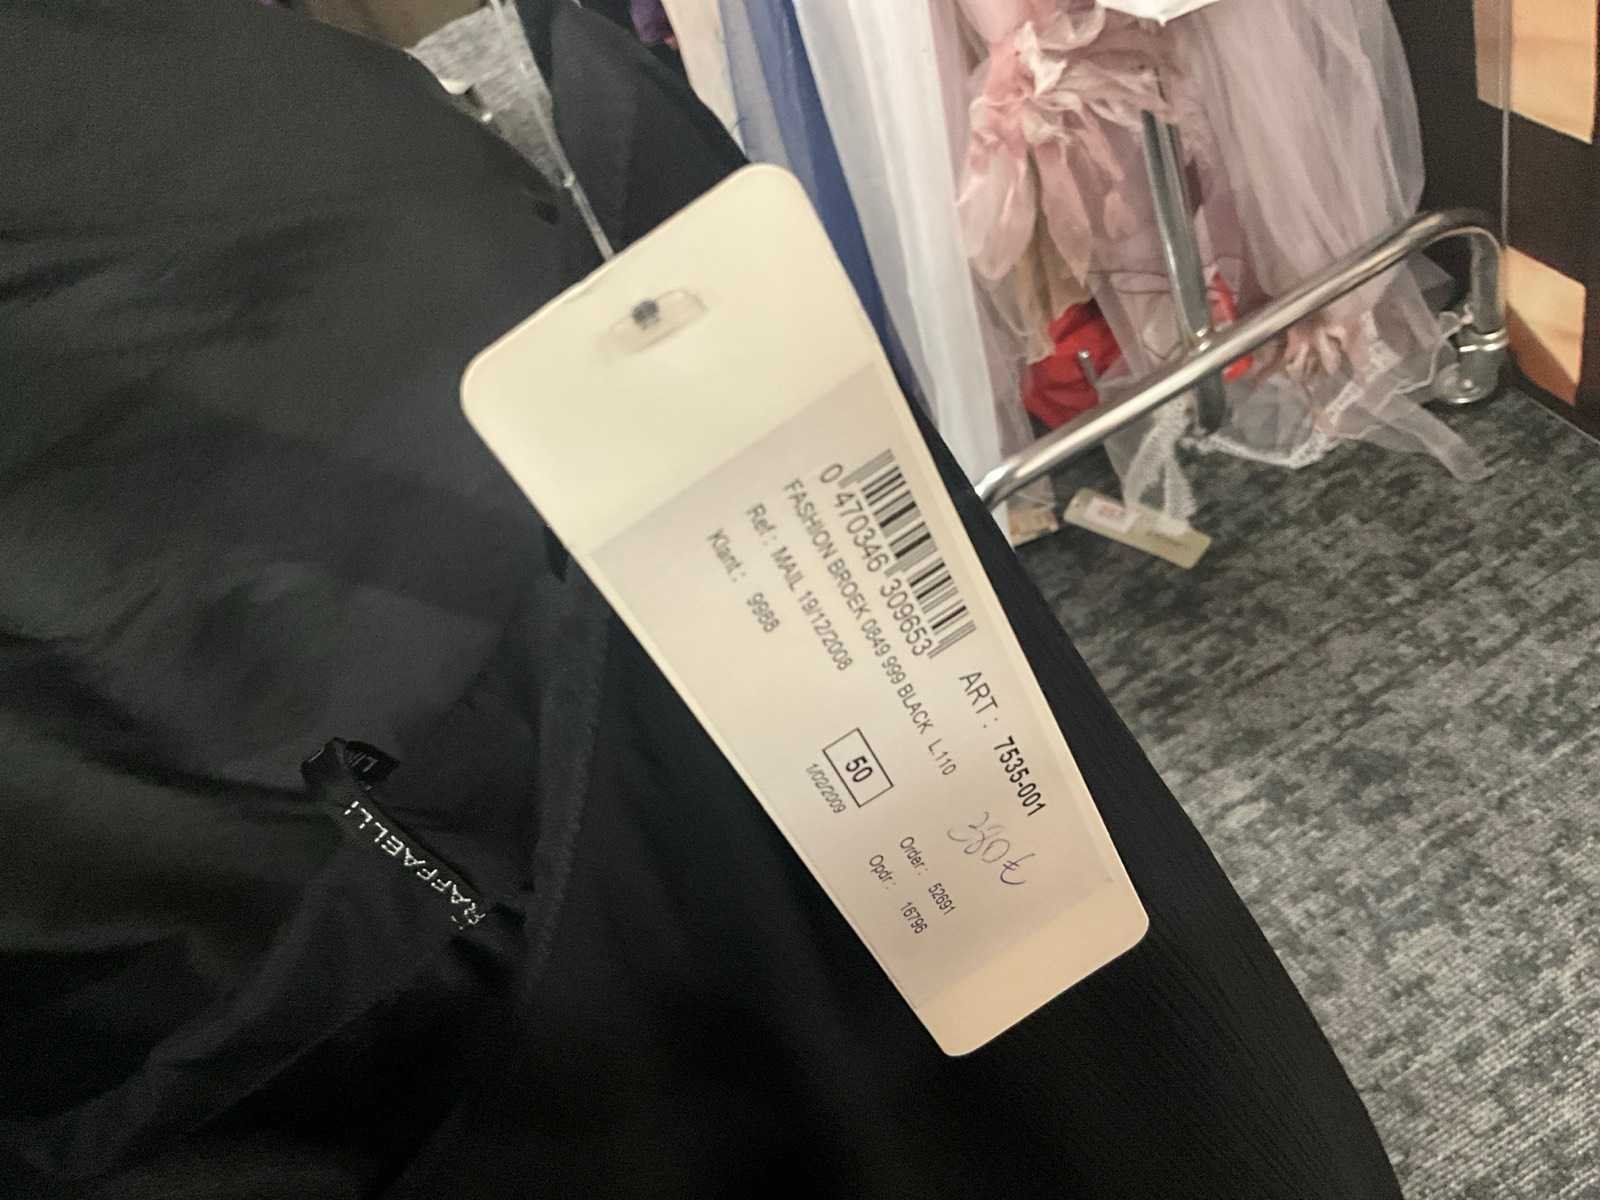 0 470346 309653
ART : 7535-001
FASHION BROEK 0849 999 BLACK L110
380€
Ref : MAIL 19/12/2008
Order : 52691
Klant : 9988
50
Opdr : 16796
1/02/2009
RAFFAELLI